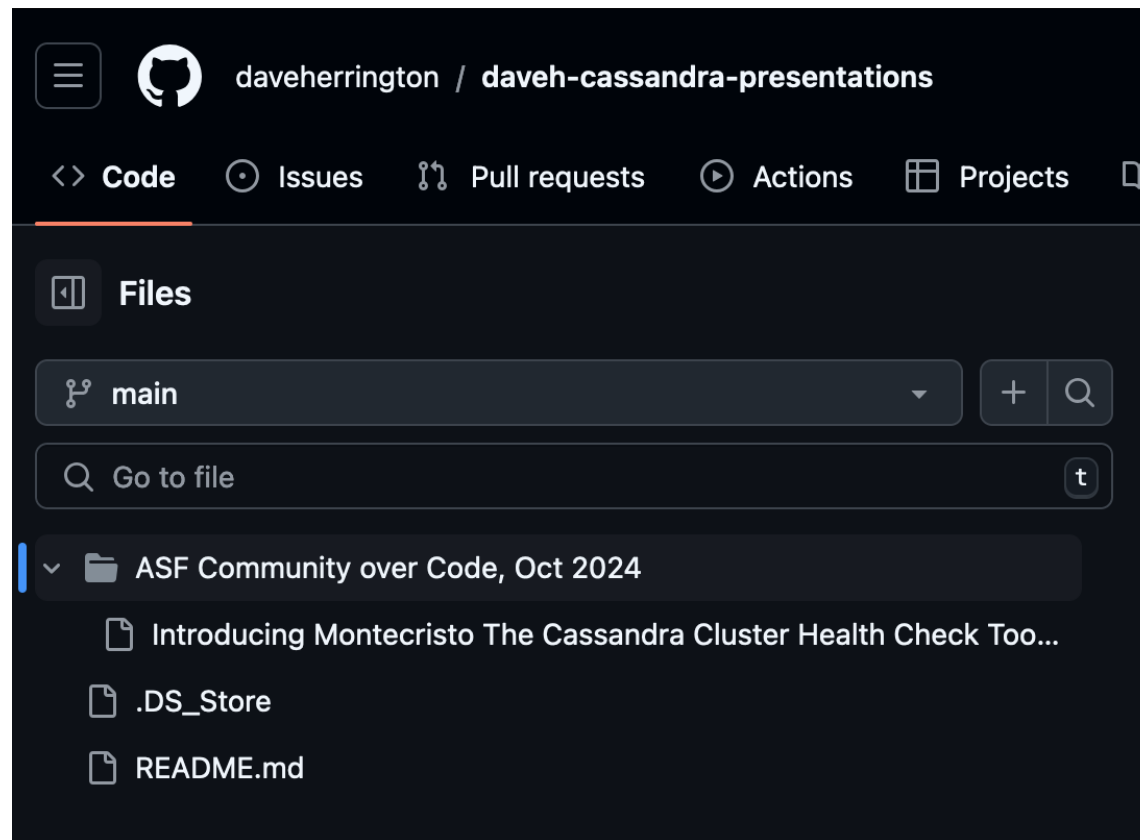 daveherrington / daveh-cassandra-presentations
<> Code Issues Pull requests Actions Projects
Files
main
Go to file t
ASF Community over Code, Oct 2024
Introducing Montecristo The Cassandra Cluster Health Check Too...
.DS_Store
README.md